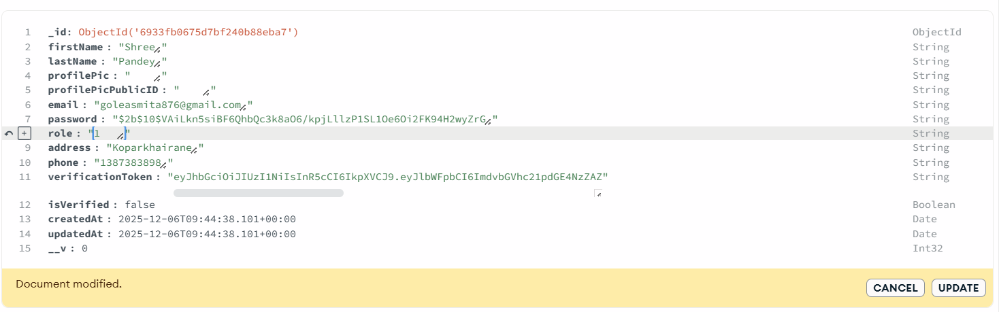 1 _id: ObjectId('6933fb0675d7bf240b88eba7') ObjectId
2 firstName : "Shree" String
3 lastName : "Pandey" String
4 profilePic : " " String
5 profilePicPublicID : " " String
6 email : "goleasmita876@gmail.com" String
7 password : "$2b$10$VAiLkn5siBF6QhbQc3k8aO6/kpjLllzP1SL1Oe6Oi2FK94H2wyZrG" String
+ role : "1" String
9 address : "Koparkhairane" String
10 phone : "1387383898" String
11 verificationToken : "eyJhbGciOiJIUzI1NiIsInR5cCI6IkpXVCJ9.eyJlbWFpbCI6ImdvbGVhc21pdGE4NzZAZ" String
12 isVerified : false Boolean
13 createdAt : 2025-12-06T09:44:38.101+00:00 Date
14 updatedAt : 2025-12-06T09:44:38.101+00:00 Date
15 __v : 0 Int32
Document modified. CANCEL UPDATE